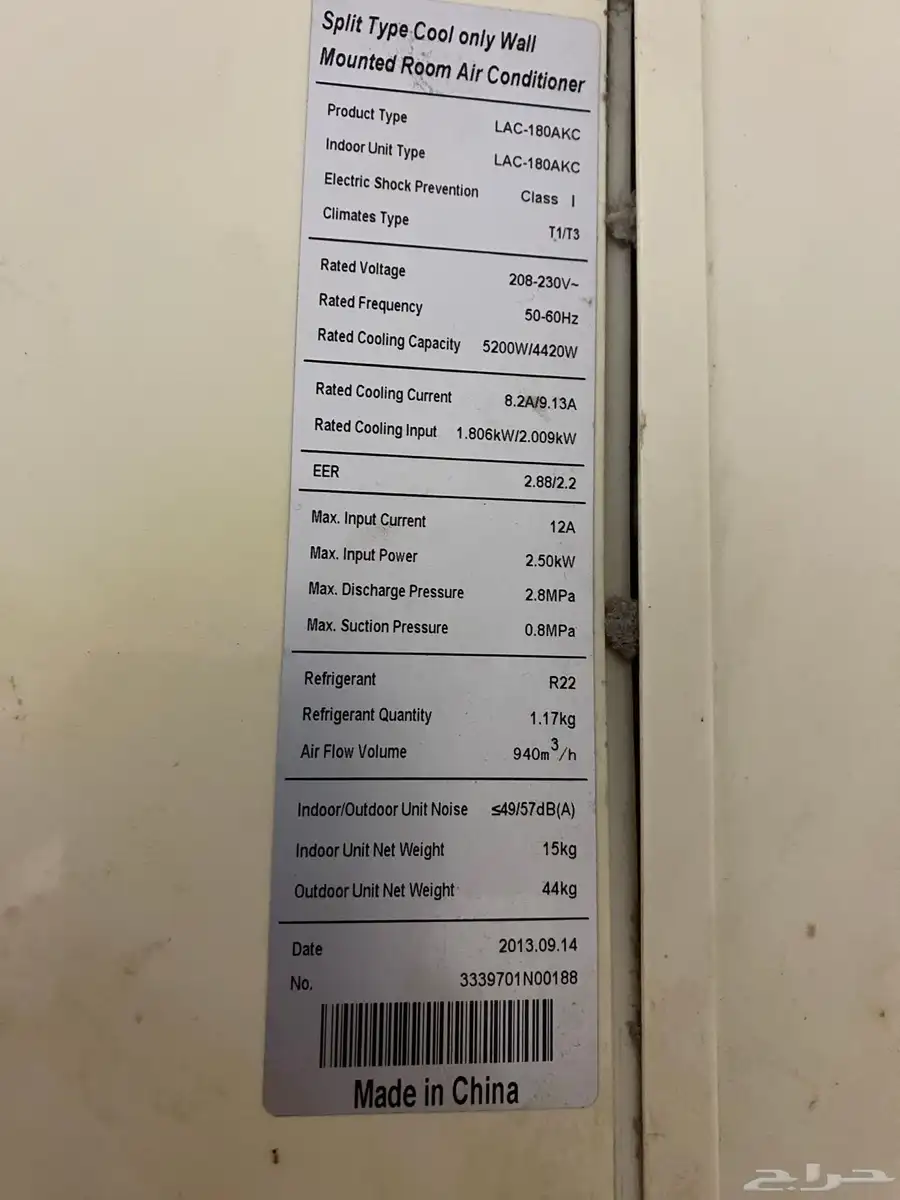 Split Type Cool only Wall
Mounted Room Air Conditioner
Product Type LAC-180AKC
Indoor Unit Type LAC-180AKC
Electric Shock Prevention Class I
Climates Type T1/T3
Rated Voltage 208-230V~
Rated Frequency 50-60Hz
Rated Cooling Capacity 5200W/4420W
Rated Cooling Current 8.2A/9.13A
Rated Cooling Input 1.806kW/2.009kW
EER 2.88/2.2
Max. Input Current 12A
Max. Input Power 2.50kW
Max. Discharge Pressure 2.8MPa
Max. Suction Pressure 0.8MPa
Refrigerant R22
Refrigerant Quantity 1.17kg
Air Flow Volume 940m³/h
Indoor/Outdoor Unit Noise ≤49/57dB(A)
Indoor Unit Net Weight 15kg
Outdoor Unit Net Weight 44kg
Date 2013.09.14
No. 3339701N00188
Made in China
حراج